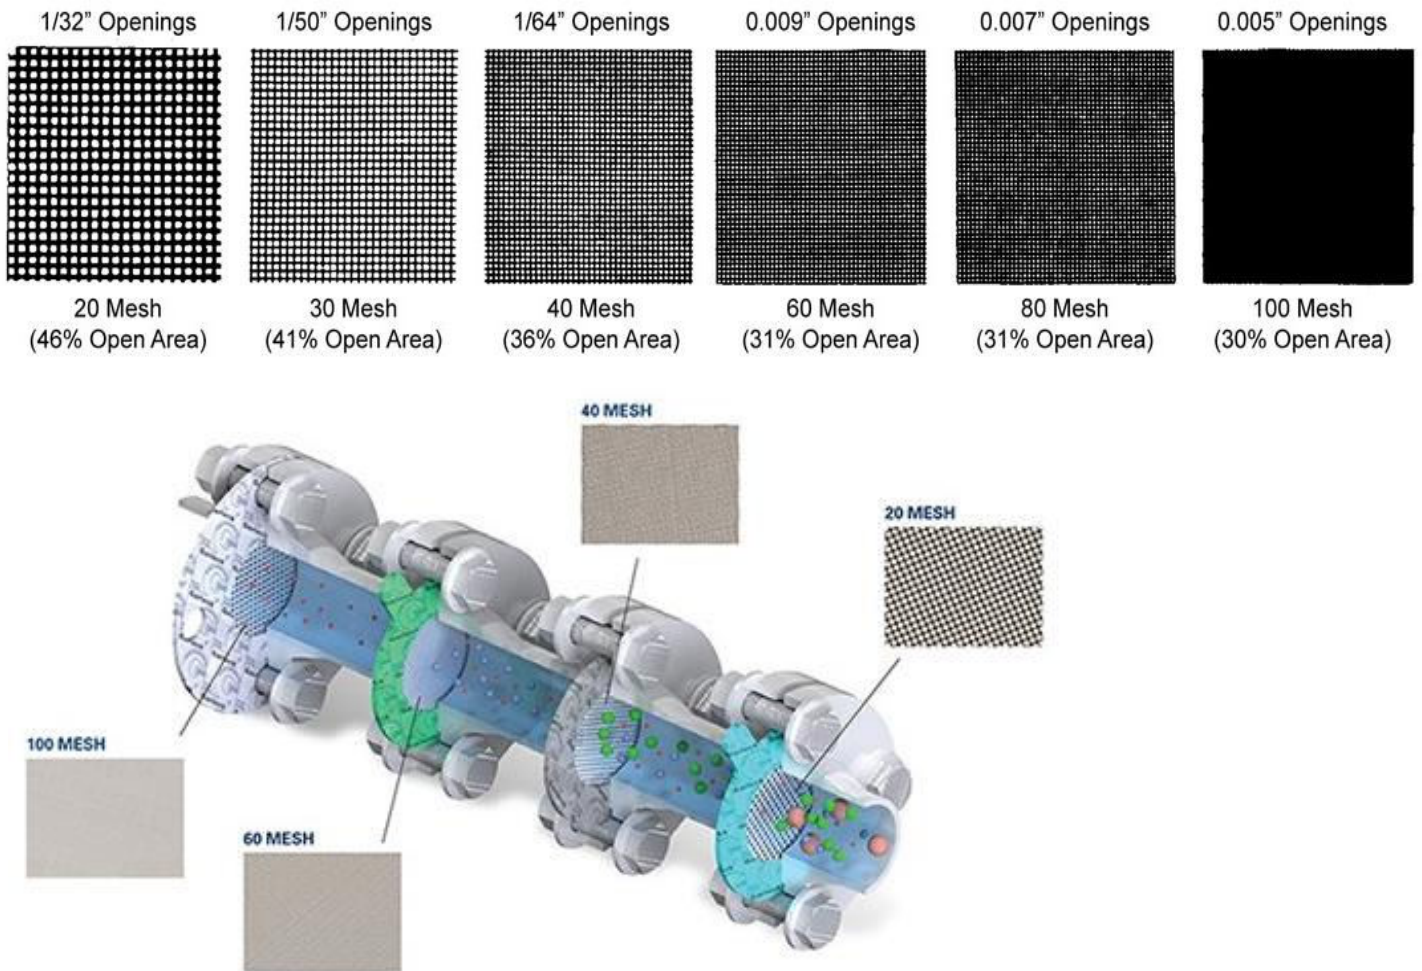 1/32” Openings
1/50” Openings
1/64” Openings
0.009” Openings
0.007” Openings
0.005” Openings
20 Mesh
(46% Open Area)
30 Mesh
(41% Open Area)
40 Mesh
(36% Open Area)
60 Mesh
(31% Open Area)
80 Mesh
(31% Open Area)
100 Mesh
(30% Open Area)
40 MESH
20 MESH
100 MESH
60 MESH